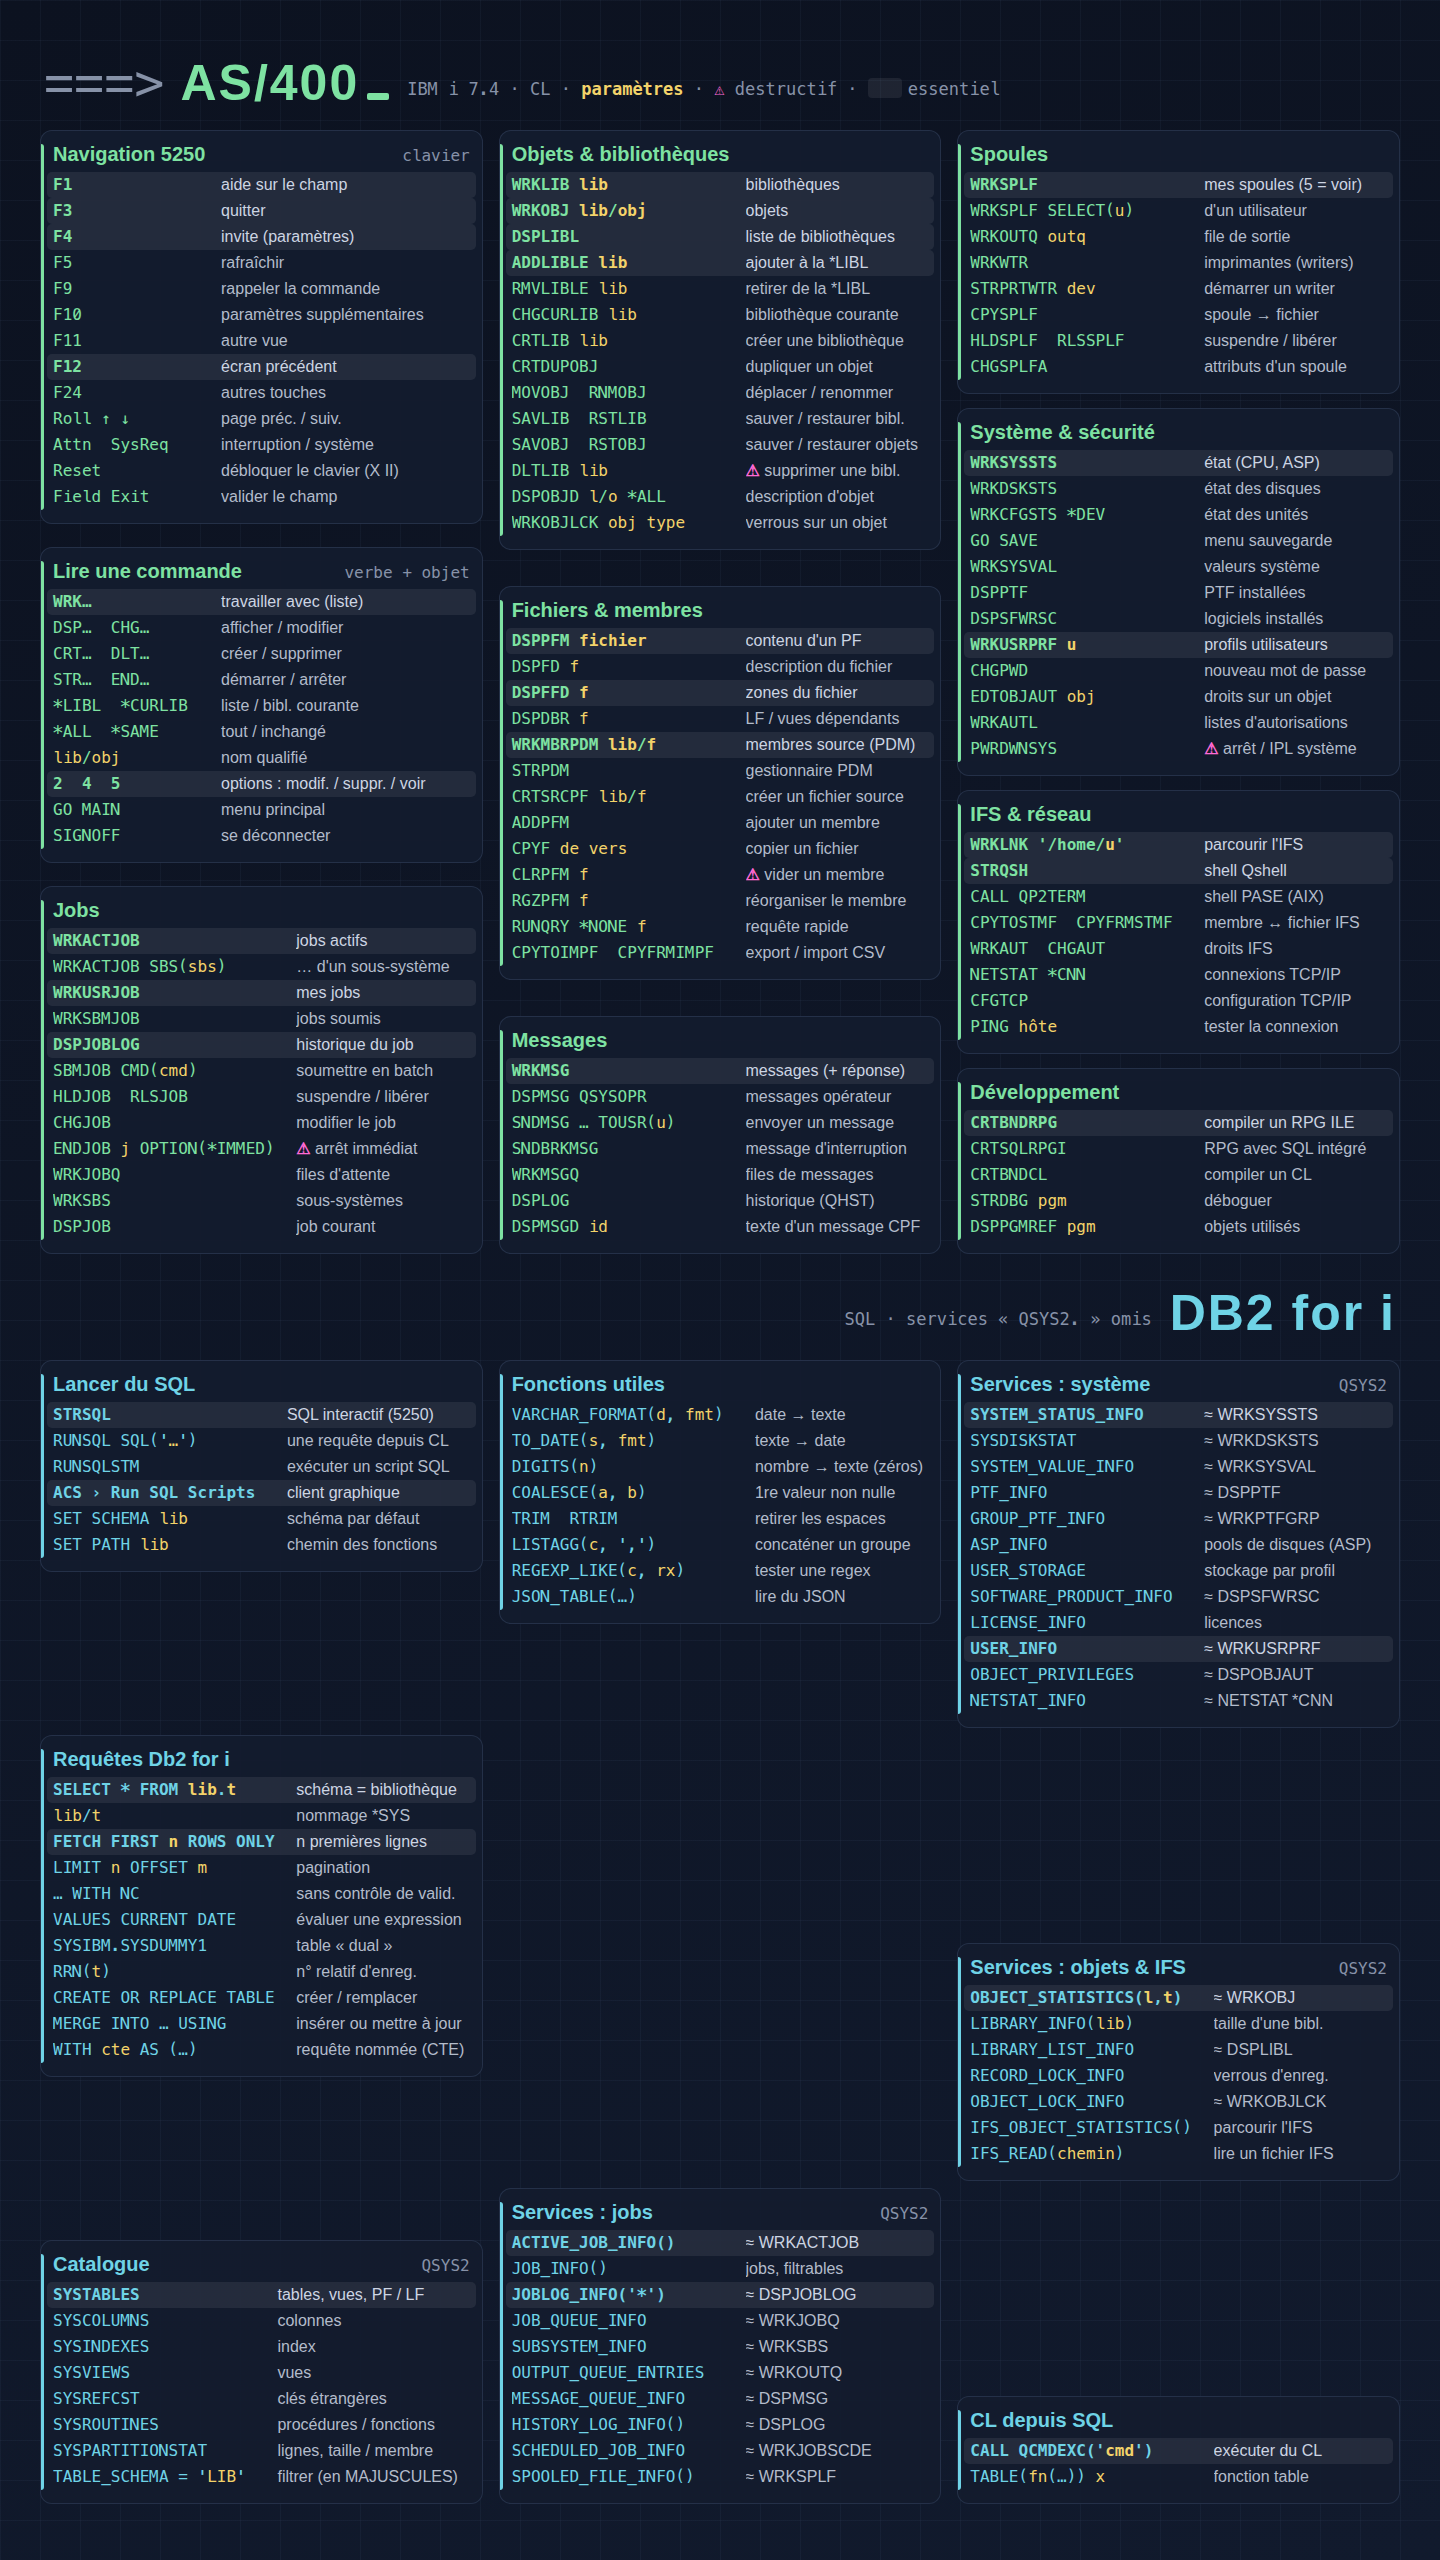 ===> AS/400_ IBM i 7.4 · CL · paramètres · ⚠ destructif · essentiel
Navigation 5250 clavier
F1 aide sur le champ
F3 quitter
F4 invite (paramètres)
F5 rafraîchir
F9 rappeler la commande
F10 paramètres supplémentaires
F11 autre vue
F12 écran précédent
F24 autres touches
Roll ↑ ↓ page préc. / suiv.
Attn SysReq interruption / système
Reset débloquer le clavier (X II)
Field Exit valider le champ
Lire une commande verbe + objet
WRK… travailler avec (liste)
DSP… CHG… afficher / modifier
CRT… DLT… créer / supprimer
STR… END… démarrer / arrêter
*LIBL *CURLIB liste / bibl. courante
*ALL *SAME tout / inchangé
lib/obj nom qualifié
2 4 5 options : modif. / suppr. / voir
GO MAIN menu principal
SIGNOFF se déconnecter
Jobs
WRKACTJOB jobs actifs
WRKACTJOB SBS(sbs) … d'un sous-système
WRKUSRJOB mes jobs
WRKSBMJOB jobs soumis
DSPJOBLOG historique du job
SBMJOB CMD(cmd) soumettre en batch
HLDJOB RLSJOB suspendre / libérer
CHGJOB modifier le job
ENDJOB j OPTION(*IMMED) ⚠ arrêt immédiat
WRKJOBQ files d'attente
WRKSBS sous-systèmes
DSPJOB job courant
Objets & bibliothèques
WRKLIB lib bibliothèques
WRKOBJ lib/obj objets
DSPLIBL liste de bibliothèques
ADDLIBLE lib ajouter à la *LIBL
RMVLIBLE lib retirer de la *LIBL
CHGCURLIB lib bibliothèque courante
CRTLIB lib créer une bibliothèque
CRTDUPOBJ dupliquer un objet
MOVOBJ RNMOBJ déplacer / renommer
SAVLIB RSTLIB sauver / restaurer bibl.
SAVOBJ RSTOBJ sauver / restaurer objets
DLTLIB lib ⚠ supprimer une bibl.
DSPOBJD l/o *ALL description d'objet
WRKOBJLCK obj type verrous sur un objet
Fichiers & membres
DSPPFM fichier contenu d'un PF
DSPFD f description du fichier
DSPFFD f zones du fichier
DSPDBR f LF / vues dépendants
WRKMBRPDM lib/f membres source (PDM)
STRPDM gestionnaire PDM
CRTSRCPF lib/f créer un fichier source
ADDPFM ajouter un membre
CPYF de vers copier un fichier
CLRPFM f ⚠ vider un membre
RGZPFM f réorganiser le membre
RUNQRY *NONE f requête rapide
CPYTOIMPF CPYFRMIMPF export / import CSV
Messages
WRKMSG messages (+ réponse)
DSPMSG QSYSOPR messages opérateur
SNDMSG … TOUSR(u) envoyer un message
SNDBRKMSG message d'interruption
WRKMSGQ files de messages
DSPLOG historique (QHST)
DSPMSGD id texte d'un message CPF
Spoules
WRKSPLF mes spoules (5 = voir)
WRKSPLF SELECT(u) d'un utilisateur
WRKOUTQ outq file de sortie
WRKWTR imprimantes (writers)
STRPRTWTR dev démarrer un writer
CPYSPLF spoule → fichier
HLDSPLF RLSSPLF suspendre / libérer
CHGSPLFA attributs d'un spoule
Système & sécurité
WRKSYSSTS état (CPU, ASP)
WRKDSKSTS état des disques
WRKCFGSTS *DEV état des unités
GO SAVE menu sauvegarde
WRKSYSVAL valeurs système
DSPPTF PTF installées
DSPSFWRSC logiciels installés
WRKUSRPRF u profils utilisateurs
CHGPWD nouveau mot de passe
EDTOBJAUT obj droits sur un objet
WRKAUTL listes d'autorisations
PWRDWNSYS ⚠ arrêt / IPL système
IFS & réseau
WRKLNK '/home/u' parcourir l'IFS
STRQSH shell Qshell
CALL QP2TERM shell PASE (AIX)
CPYTOSTMF CPYFRMSTMF membre ↔ fichier IFS
WRKAUT CHGAUT droits IFS
NETSTAT *CNN connexions TCP/IP
CFGTCP configuration TCP/IP
PING hôte tester la connexion
Développement
CRTBNDRPG compiler un RPG ILE
CRTSQLRPGI RPG avec SQL intégré
CRTBNDCL compiler un CL
STRDBG pgm déboguer
DSPPGMREF pgm objets utilisés
SQL · services « QSYS2. » omis DB2 for i
Lancer du SQL
STRSQL SQL interactif (5250)
RUNSQL SQL('…') une requête depuis CL
RUNSQLSTM exécuter un script SQL
ACS › Run SQL Scripts client graphique
SET SCHEMA lib schéma par défaut
SET PATH lib chemin des fonctions
Requêtes Db2 for i
SELECT * FROM lib.t schéma = bibliothèque
lib/t nommage *SYS
FETCH FIRST n ROWS ONLY n premières lignes
LIMIT n OFFSET m pagination
… WITH NC sans contrôle de valid.
VALUES CURRENT DATE évaluer une expression
SYSIBM.SYSDUMMY1 table « dual »
RRN(t) n° relatif d'enreg.
CREATE OR REPLACE TABLE créer / remplacer
MERGE INTO … USING insérer ou mettre à jour
WITH cte AS (…) requête nommée (CTE)
Catalogue QSYS2
SYSTABLES tables, vues, PF / LF
SYSCOLUMNS colonnes
SYSINDEXES index
SYSVIEWS vues
SYSREFCST clés étrangères
SYSROUTINES procédures / fonctions
SYSPARTITIONSTAT lignes, taille / membre
TABLE_SCHEMA = 'LIB' filtrer (en MAJUSCULES)
Fonctions utiles
VARCHAR_FORMAT(d, fmt) date → texte
TO_DATE(s, fmt) texte → date
DIGITS(n) nombre → texte (zéros)
COALESCE(a, b) 1re valeur non nulle
TRIM RTRIM retirer les espaces
LISTAGG(c, ',') concaténer un groupe
REGEXP_LIKE(c, rx) tester une regex
JSON_TABLE(…) lire du JSON
Services : jobs QSYS2
ACTIVE_JOB_INFO() ≈ WRKACTJOB
JOB_INFO() jobs, filtrables
JOBLOG_INFO('*') ≈ DSPJOBLOG
JOB_QUEUE_INFO ≈ WRKJOBQ
SUBSYSTEM_INFO ≈ WRKSBS
OUTPUT_QUEUE_ENTRIES ≈ WRKOUTQ
MESSAGE_QUEUE_INFO ≈ DSPMSG
HISTORY_LOG_INFO() ≈ DSPLOG
SCHEDULED_JOB_INFO ≈ WRKJOBSCDE
SPOOLED_FILE_INFO() ≈ WRKSPLF
Services : système QSYS2
SYSTEM_STATUS_INFO ≈ WRKSYSSTS
SYSDISKSTAT ≈ WRKDSKSTS
SYSTEM_VALUE_INFO ≈ WRKSYSVAL
PTF_INFO ≈ DSPPTF
GROUP_PTF_INFO ≈ WRKPTFGRP
ASP_INFO pools de disques (ASP)
USER_STORAGE stockage par profil
SOFTWARE_PRODUCT_INFO ≈ DSPSFWRSC
LICENSE_INFO licences
USER_INFO ≈ WRKUSRPRF
OBJECT_PRIVILEGES ≈ DSPOBJAUT
NETSTAT_INFO ≈ NETSTAT *CNN
Services : objets & IFS QSYS2
OBJECT_STATISTICS(l,t) ≈ WRKOBJ
LIBRARY_INFO(lib) taille d'une bibl.
LIBRARY_LIST_INFO ≈ DSPLIBL
RECORD_LOCK_INFO verrous d'enreg.
OBJECT_LOCK_INFO ≈ WRKOBJLCK
IFS_OBJECT_STATISTICS() parcourir l'IFS
IFS_READ(chemin) lire un fichier IFS
CL depuis SQL
CALL QCMDEXC('cmd') exécuter du CL
TABLE(fn(…)) x fonction table